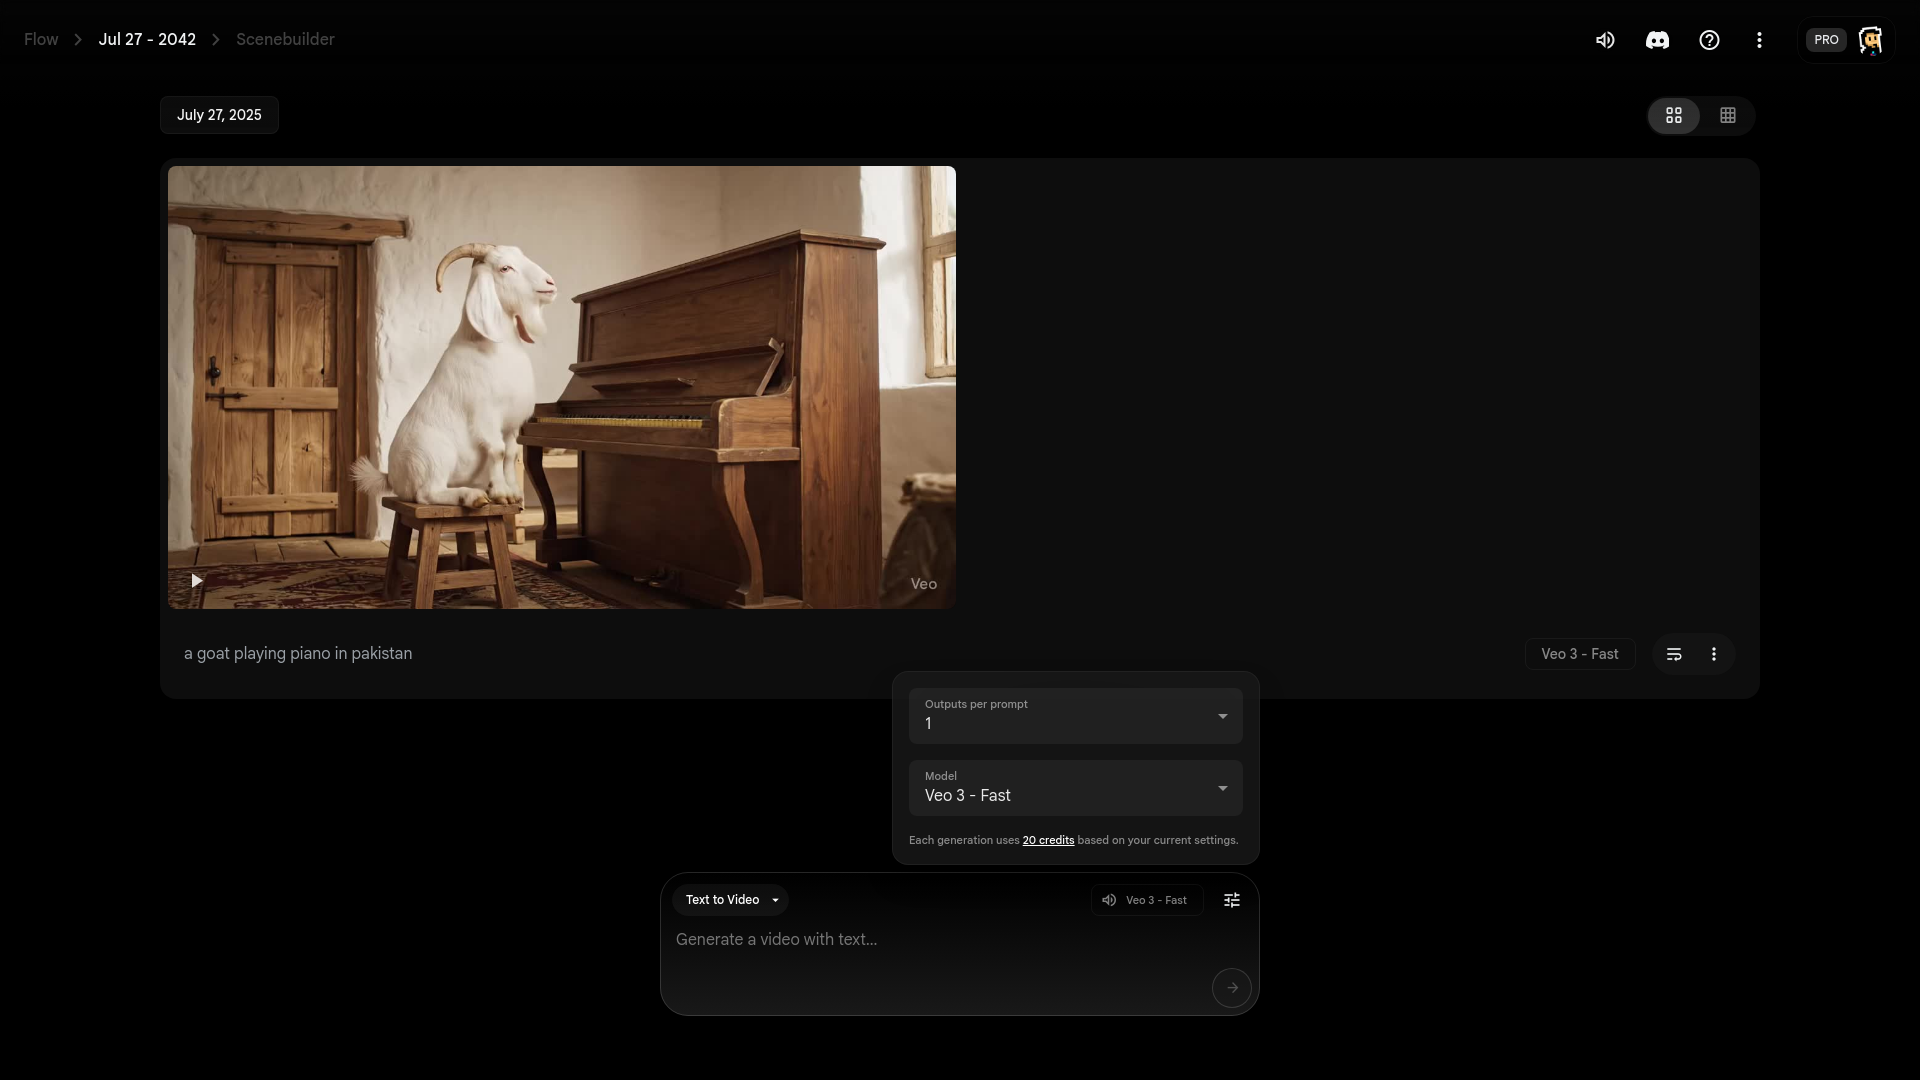 Flow
Jul 27 - 2042
Scenebuilder
PRO
July 27, 2025
Veo
a goat playing piano in pakistan
Veo 3 - Fast
Outputs per prompt
1
Model
Veo 3 - Fast
Each generation uses 20 credits based on your current settings.
Text to Video
Veo 3 - Fast
Generate a video with text...